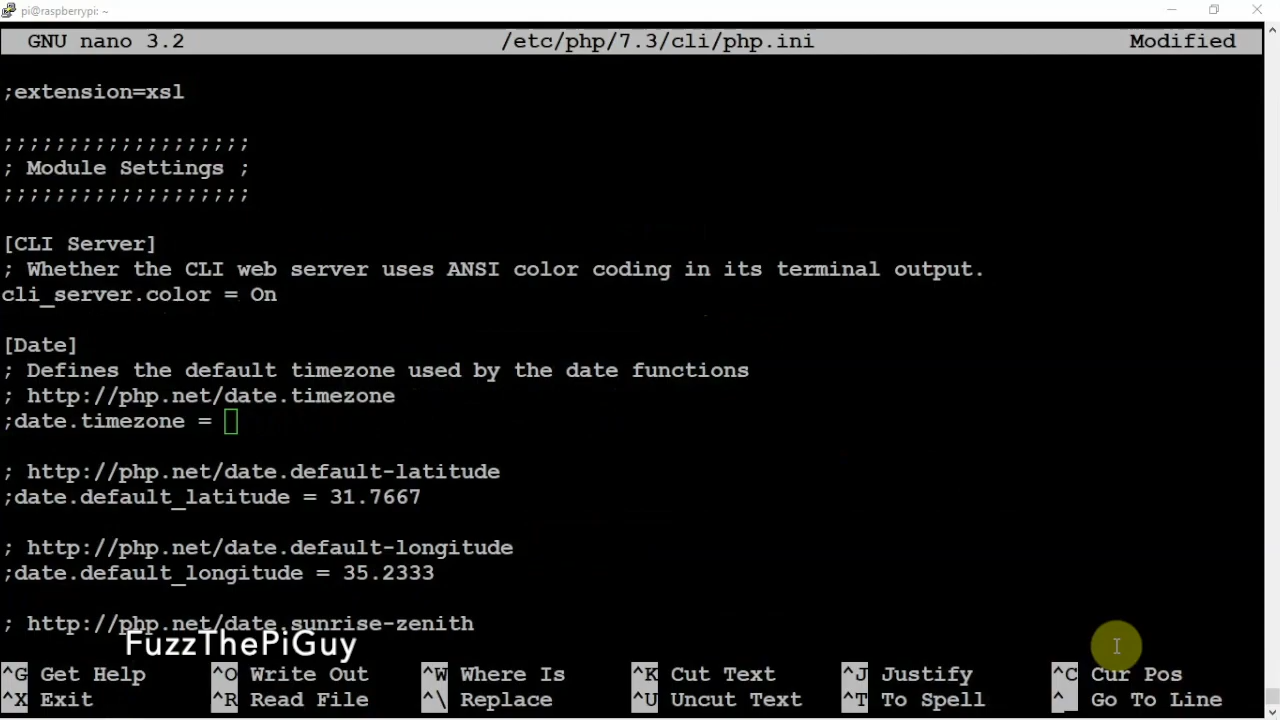 pi@raspberrypi: ~
GNU nano 3.2 /etc/php/7.3/cli/php.ini Modified
;extension=xsl
;;;;;;;;;;;;;;;;;;;
; Module Settings ;
;;;;;;;;;;;;;;;;;;;
[CLI Server]
; Whether the CLI web server uses ANSI color coding in its terminal output.
cli_server.color = On
[Date]
; Defines the default timezone used by the date functions
; http://php.net/date.timezone
;date.timezone =
; http://php.net/date.default-latitude
;date.default_latitude = 31.7667
; http://php.net/date.default-longitude
;date.default_longitude = 35.2333
; http://php.net/date.sunrise-zenith
FuzzThePiGuy
^G Get Help ^O Write Out ^W Where Is ^K Cut Text ^J Justify ^C Cur Pos
^X Exit ^R Read File ^\ Replace ^U Uncut Text ^T To Spell ^_ Go To Line